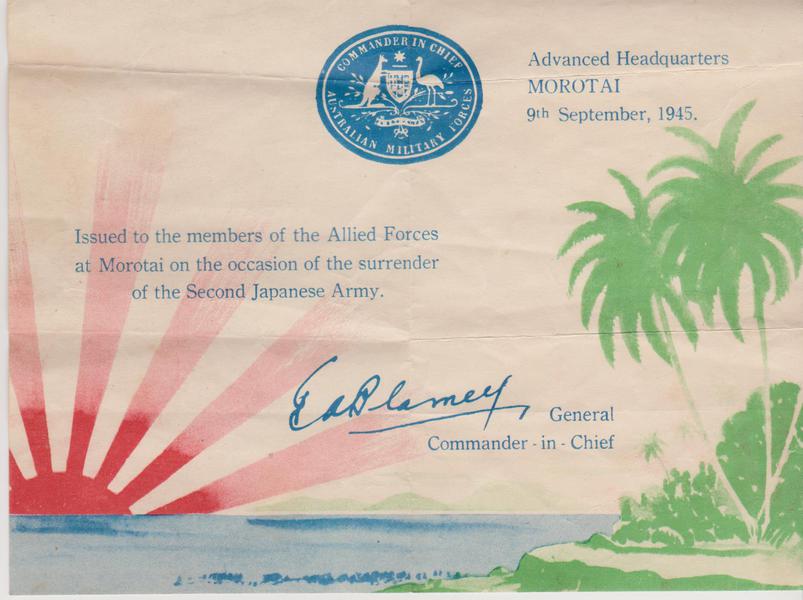 COMMANDER IN CHIEF
AUSTRALIAN MILITARY FORCES
Advanced Headquarters
MOROTAI
9th September, 1945.
Issued to the members of the Allied Forces
at Morotai on the occasion of the surrender
of the Second Japanese Army.
T A Blamey
General
Commander - in - Chief